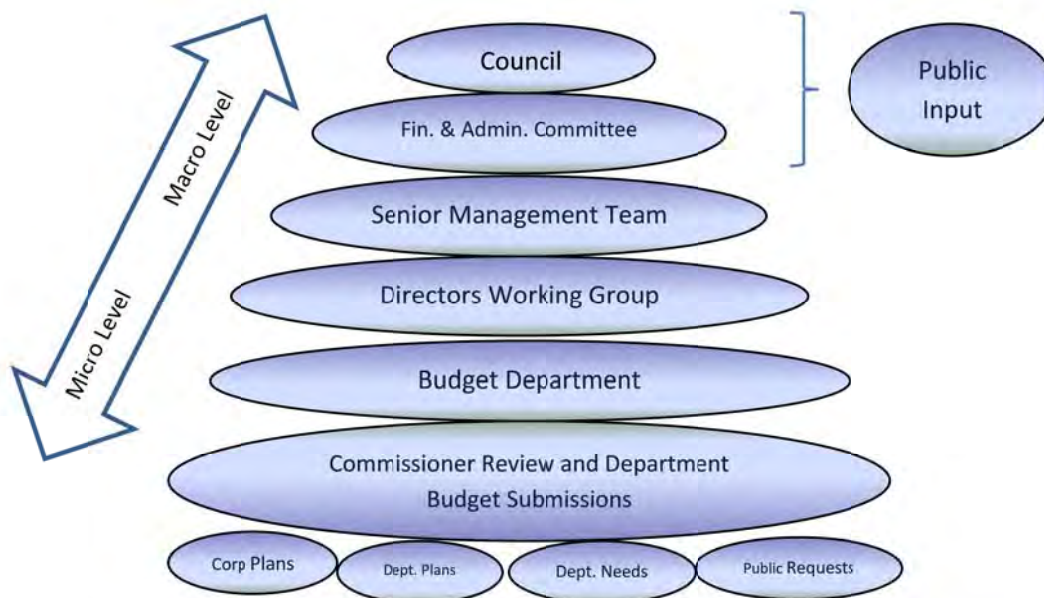 Council
Fin. & Admin. Committee
Senior Management Team
Directors Working Group
Budget Department
Commissioner Review and Department
Budget Submissions
Corp Plans
Dept. Plans
Dept. Needs
Public Requests
Public
Input
Macro Level
Micro Level